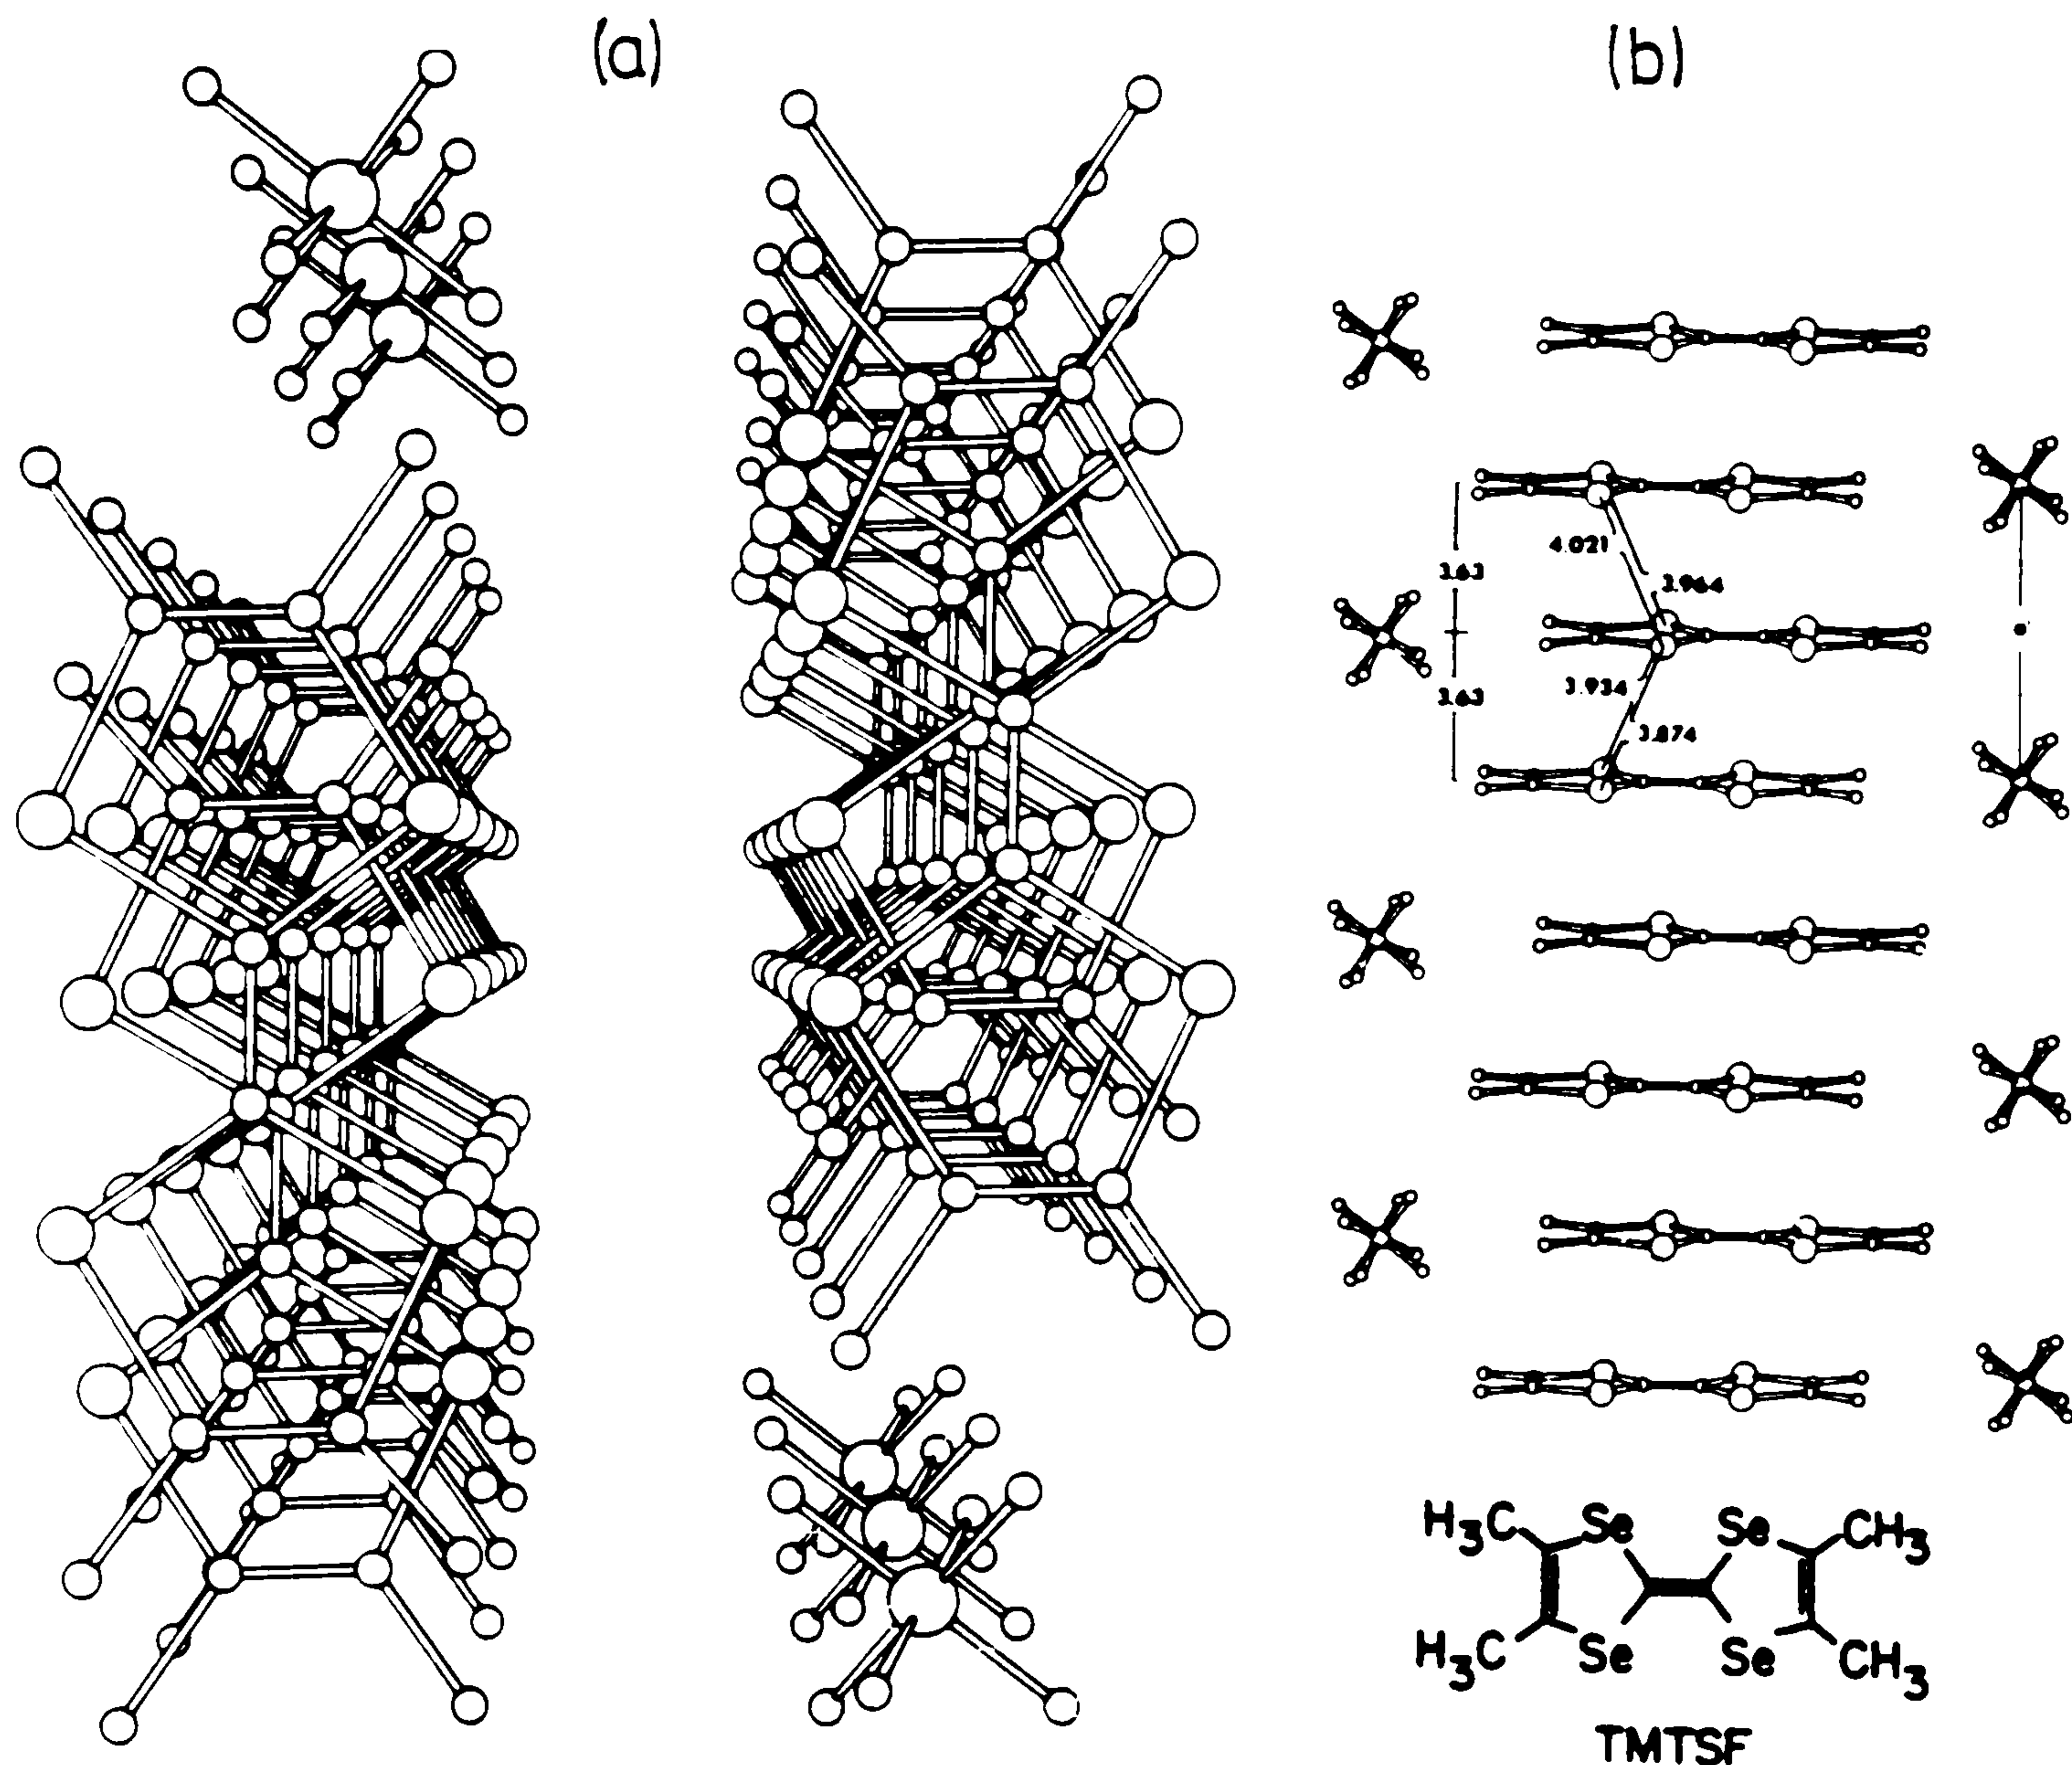 (a)
(b)
4.021
3.63
3.964
3.934
3.63
3.874
H₃C Se Se CH₃
H₃C Se Se CH₃
TMTSF